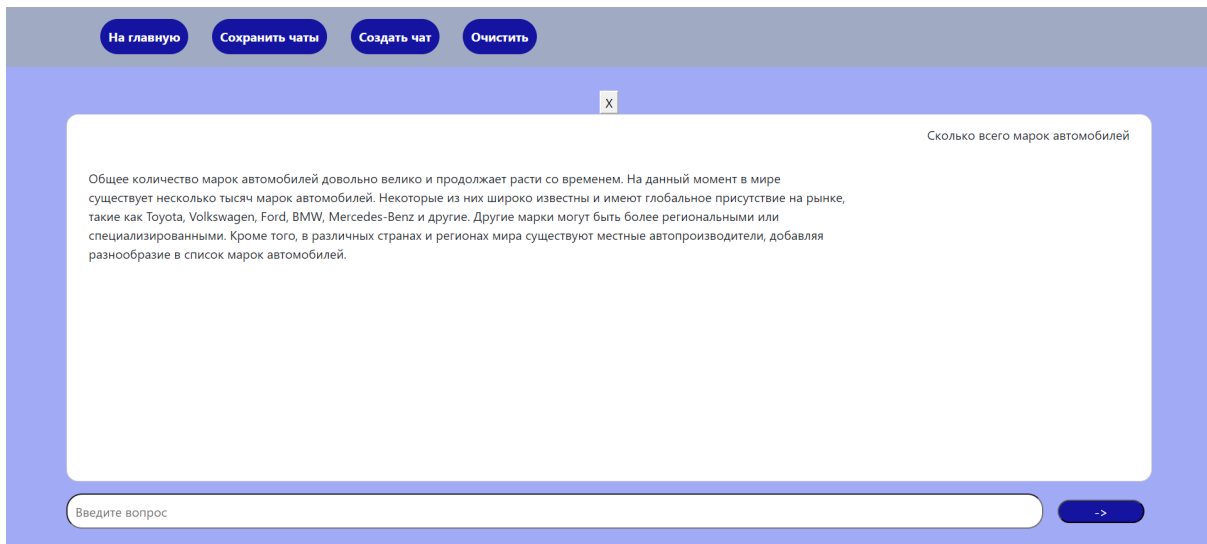 На главную Сохранить чаты Создать чат Очистить
X
Сколько всего марок автомобилей
Общее количество марок автомобилей довольно велико и продолжает расти со временем. На данный момент в мире
существует несколько тысяч марок автомобилей. Некоторые из них широко известны и имеют глобальное присутствие на рынке,
такие как Toyota, Volkswagen, Ford, BMW, Mercedes-Benz и другие. Другие марки могут быть более региональными или
специализированными. Кроме того, в различных странах и регионах мира существуют местные автопроизводители, добавляя
разнообразие в список марок автомобилей.
Введите вопрос ->